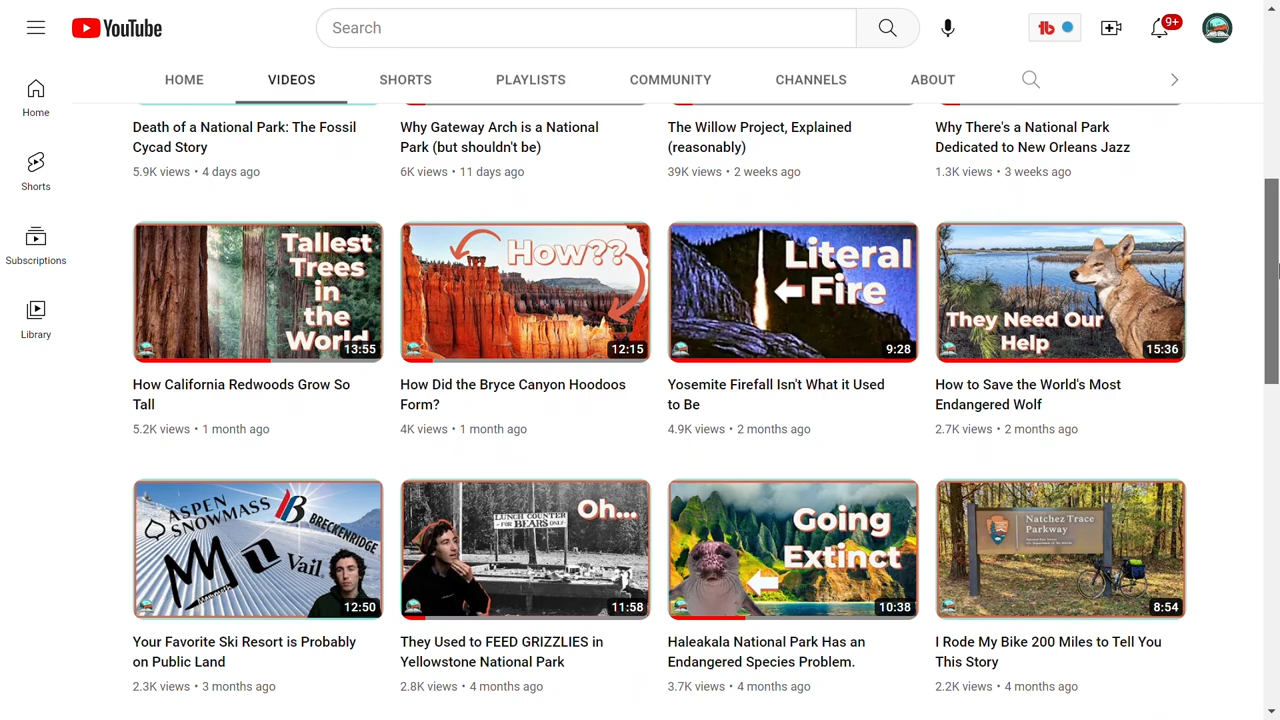 YouTube
Search
9+
HOME
VIDEOS
SHORTS
PLAYLISTS
COMMUNITY
CHANNELS
ABOUT
Home
Shorts
Subscriptions
Library
Death of a National Park: The Fossil
Cycad Story
5.9K views • 4 days ago
Why Gateway Arch is a National
Park (but shouldn't be)
6K views • 11 days ago
The Willow Project, Explained
(reasonably)
39K views • 2 weeks ago
Why There's a National Park
Dedicated to New Orleans Jazz
1.3K views • 3 weeks ago
Tallest
Trees
in
the
World
13:55
How California Redwoods Grow So
Tall
5.2K views • 1 month ago
How??
12:15
How Did the Bryce Canyon Hoodoos
Form?
4K views • 1 month ago
Literal
Fire
9:28
Yosemite Firefall Isn't What it Used
to Be
4.9K views • 2 months ago
They Need Our
Help
15:36
How to Save the World's Most
Endangered Wolf
2.7K views • 2 months ago
ASPEN
SNOWMASS
BRECKENRIDGE
Vail.
12:50
Your Favorite Ski Resort is Probably
on Public Land
2.3K views • 3 months ago
Oh...
LUNCH COUNTER
FOR BEARS ONLY
11:58
They Used to FEED GRIZZLIES in
Yellowstone National Park
2.8K views • 4 months ago
Going
Extinct
10:38
Haleakala National Park Has an
Endangered Species Problem.
3.7K views • 4 months ago
Natchez Trace
Parkway
8:54
I Rode My Bike 200 Miles to Tell You
This Story
2.2K views • 4 months ago